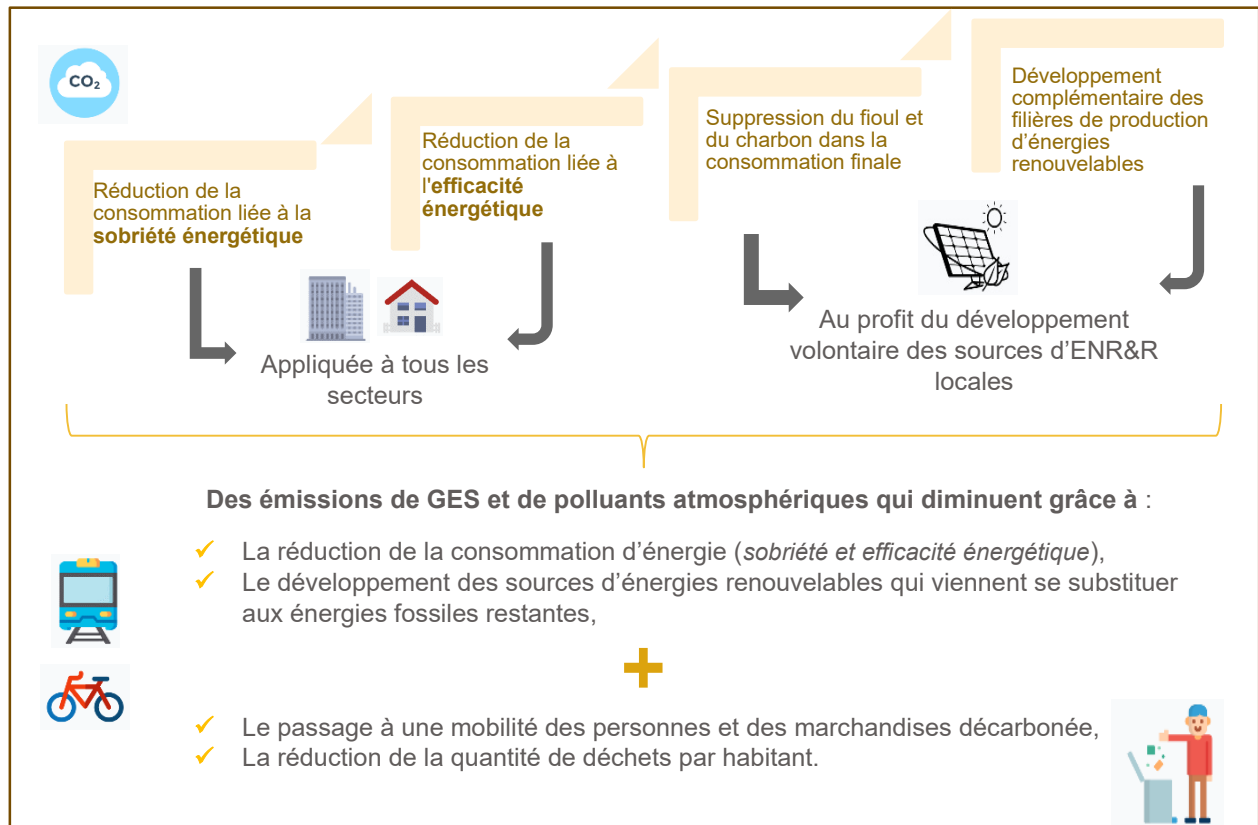 CO₂
Réduction de la
consommation liée à la
sobriété énergétique
Réduction de la
consommation liée à
l'efficacité
énergétique
Suppression du fioul et
du charbon dans la
consommation finale
Développement
complémentaire des
filières de production
d’énergies
renouvelables
Appliquée à tous les
secteurs
Au profit du développement
volontaire des sources d’ENR&R
locales
Des émissions de GES et de polluants atmosphériques qui diminuent grâce à :
✓ La réduction de la consommation d’énergie (sobriété et efficacité énergétique),
✓ Le développement des sources d’énergies renouvelables qui viennent se substituer
aux énergies fossiles restantes,
+
✓ Le passage à une mobilité des personnes et des marchandises décarbonée,
✓ La réduction de la quantité de déchets par habitant.